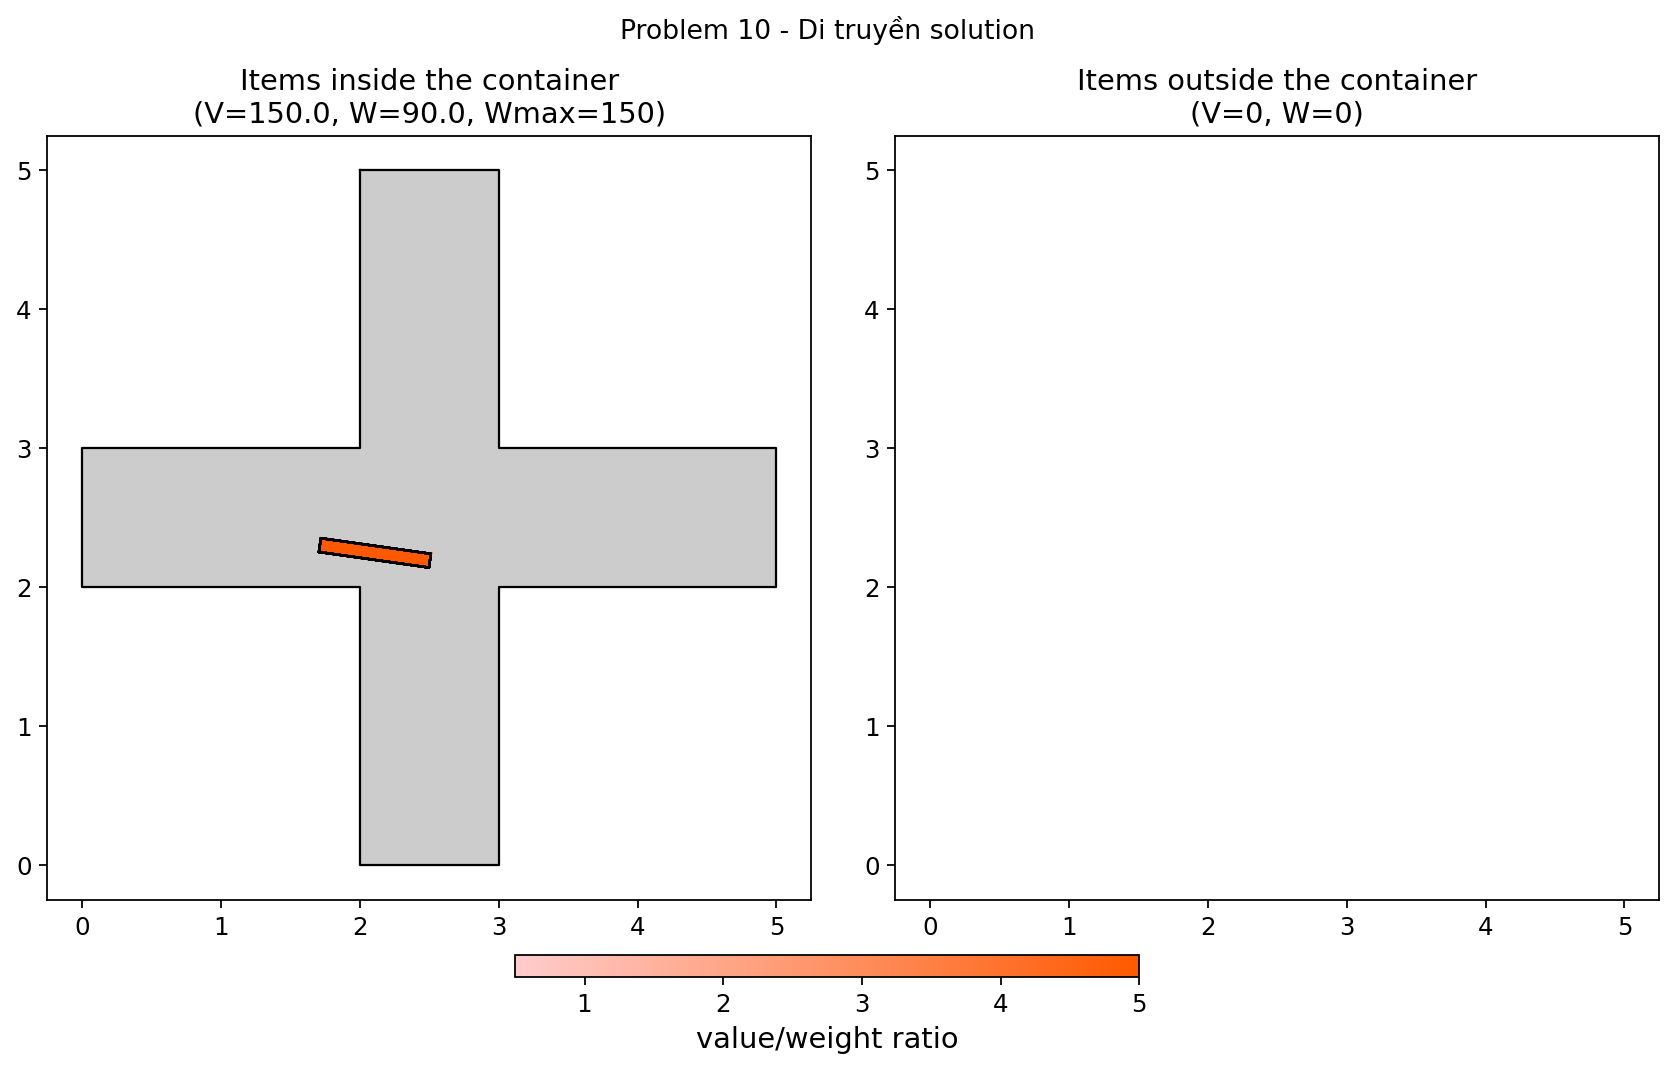 Problem 10 - Di truyền solution
Items inside the container
(V=150.0, W=90.0, Wmax=150)
5
4
3
2
1
0
0 1 2 3 4 5
Items outside the container
(V=0, W=0)
5
4
3
2
1
0
0 1 2 3 4 5
1 2 3 4 5
value/weight ratio